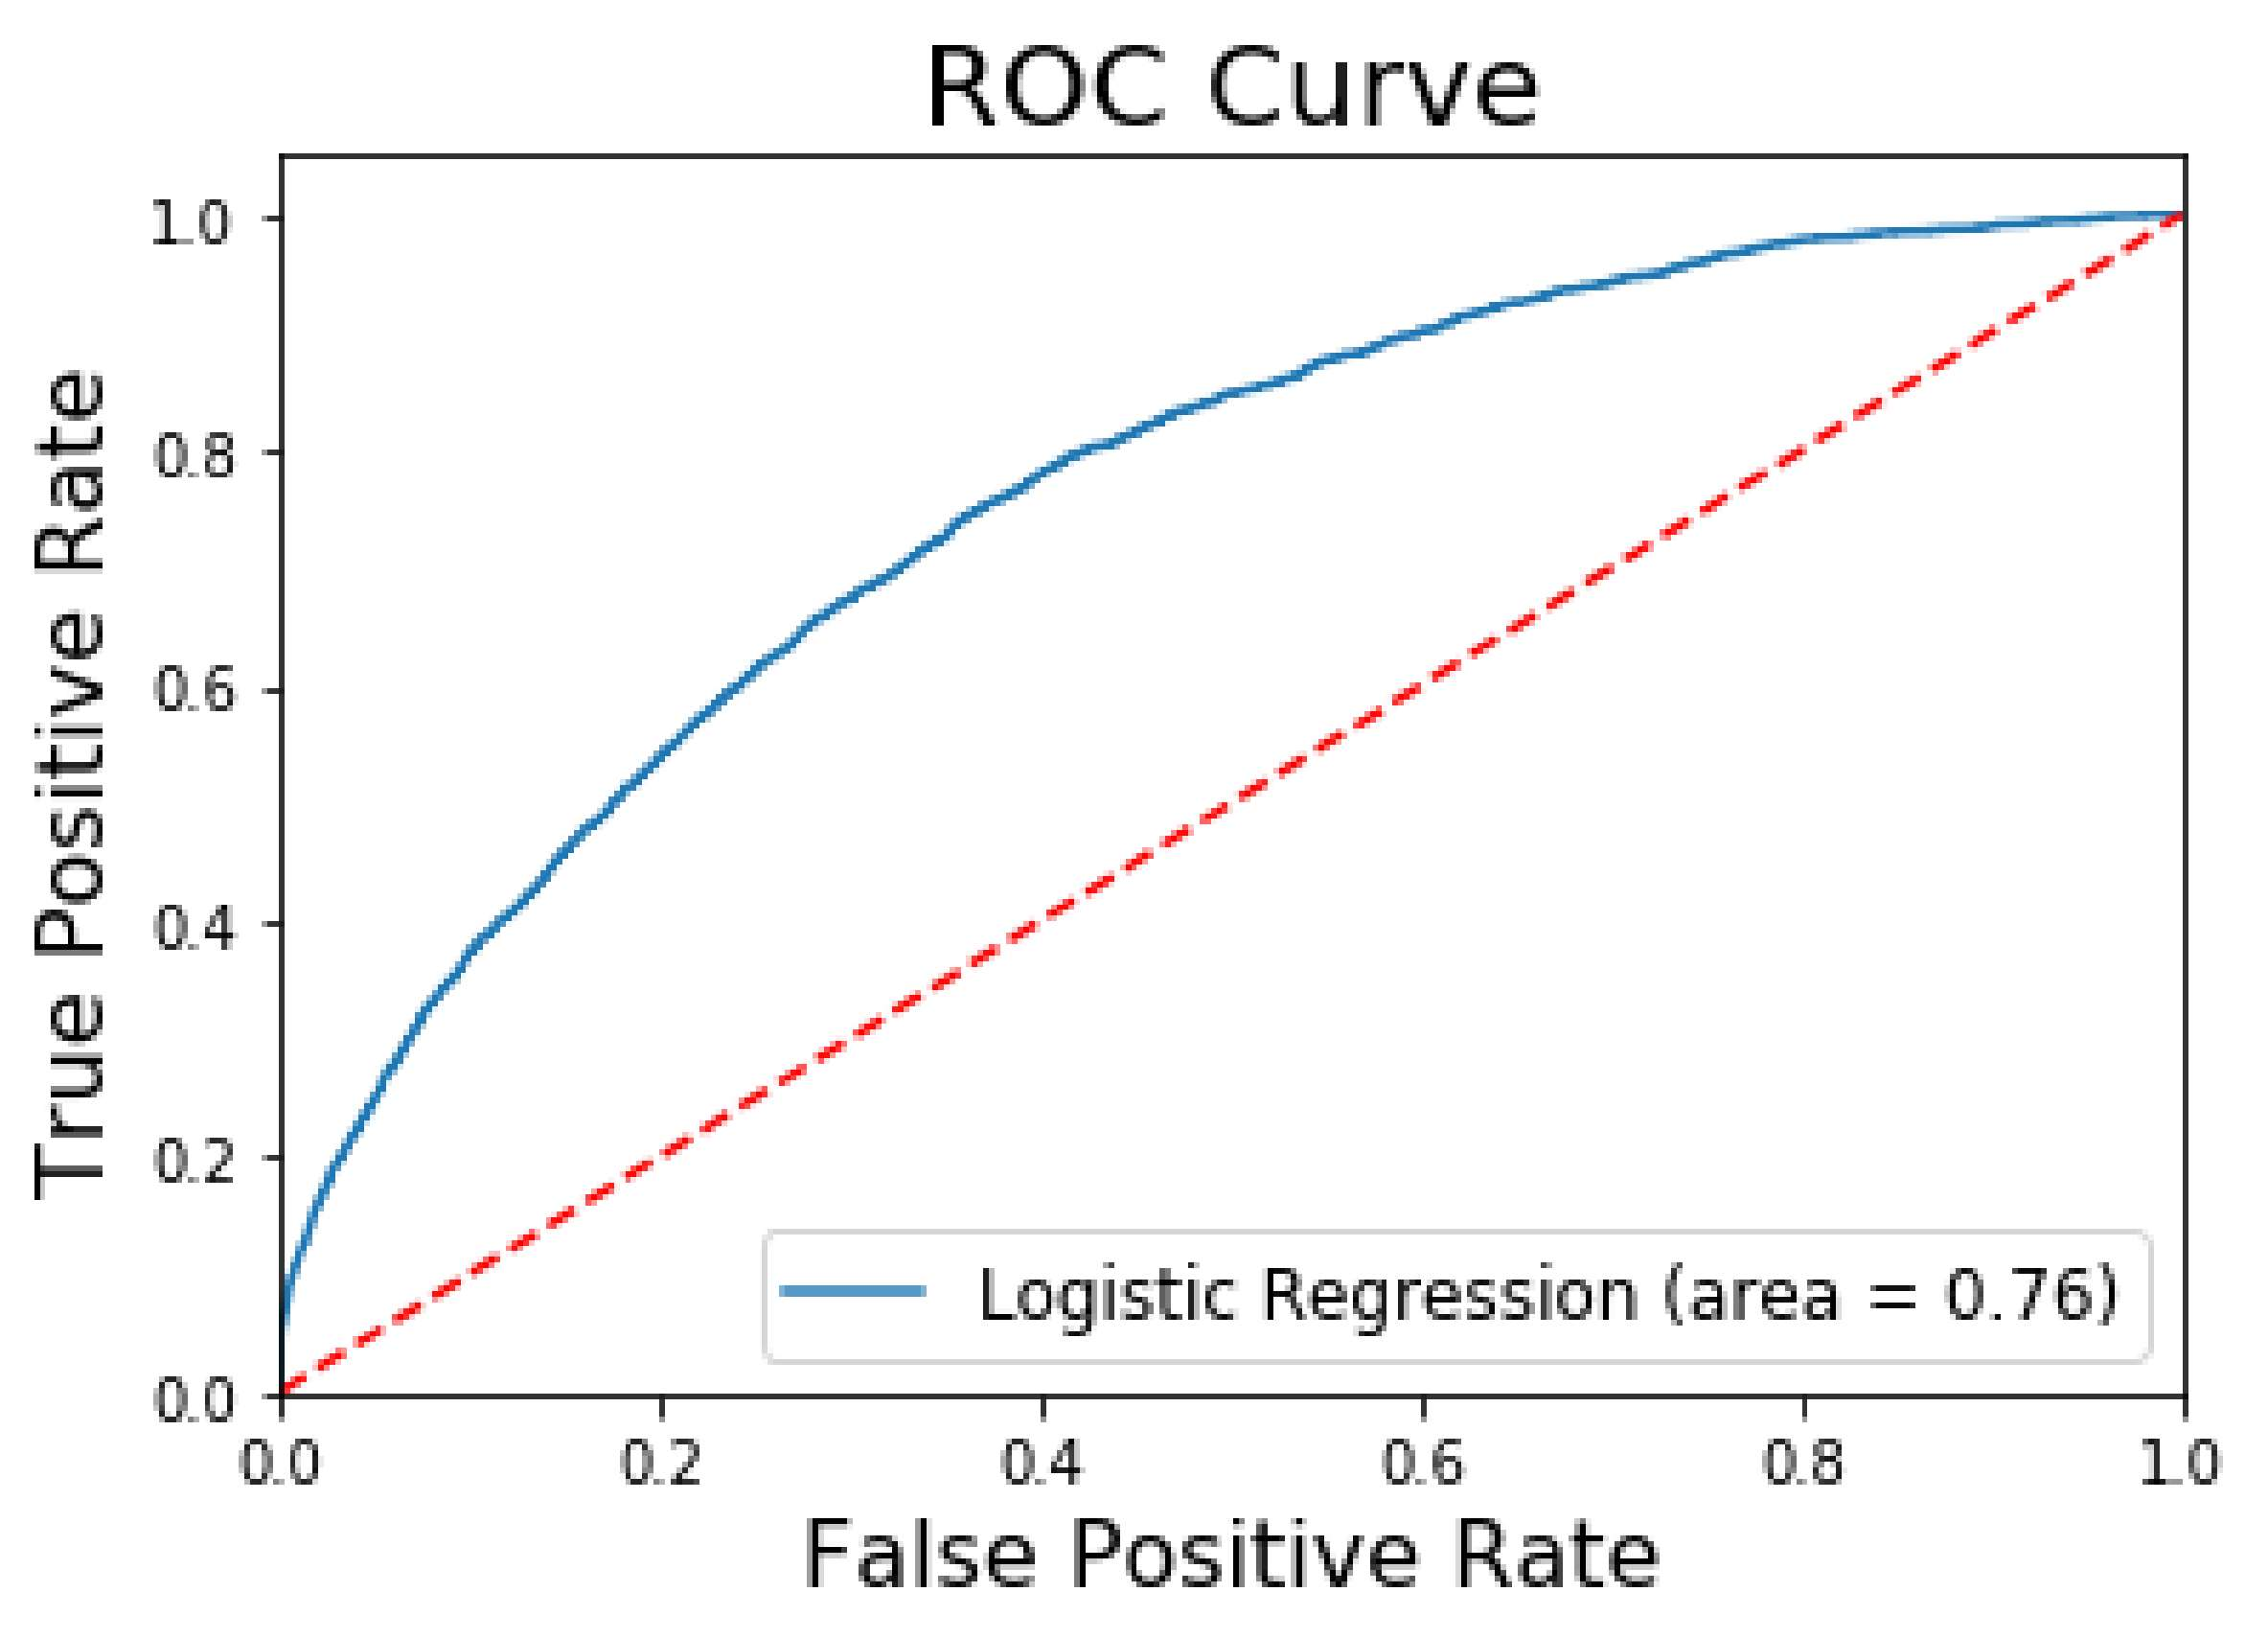 ROC Curve
True Positive Rate
1.0
0.8
0.6
0.4
0.2
0.0
Logistic Regression (area = 0.76)
0.0 0.2 0.4 0.6 0.8 1.0
False Positive Rate